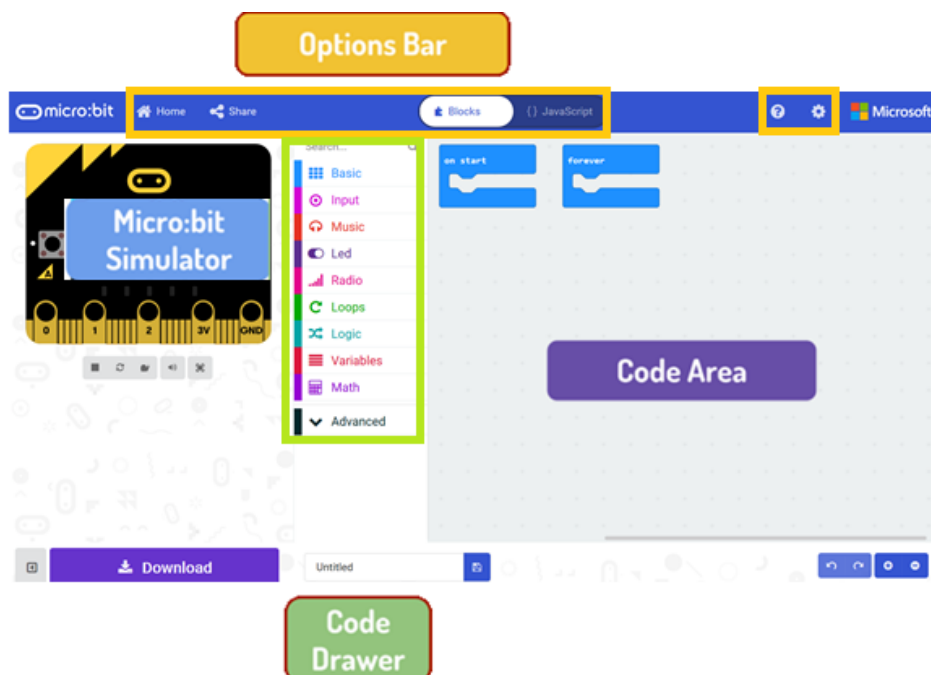 Options Bar
micro:bit
Home
Share
Blocks
{} JavaScript
Microsoft
Search...
Basic
Input
Music
Led
Radio
Loops
Logic
Variables
Math
Advanced
on start
forever
Micro:bit
Simulator
A
0 1 2 3V GND
Code Area
Download
Untitled
Code
Drawer